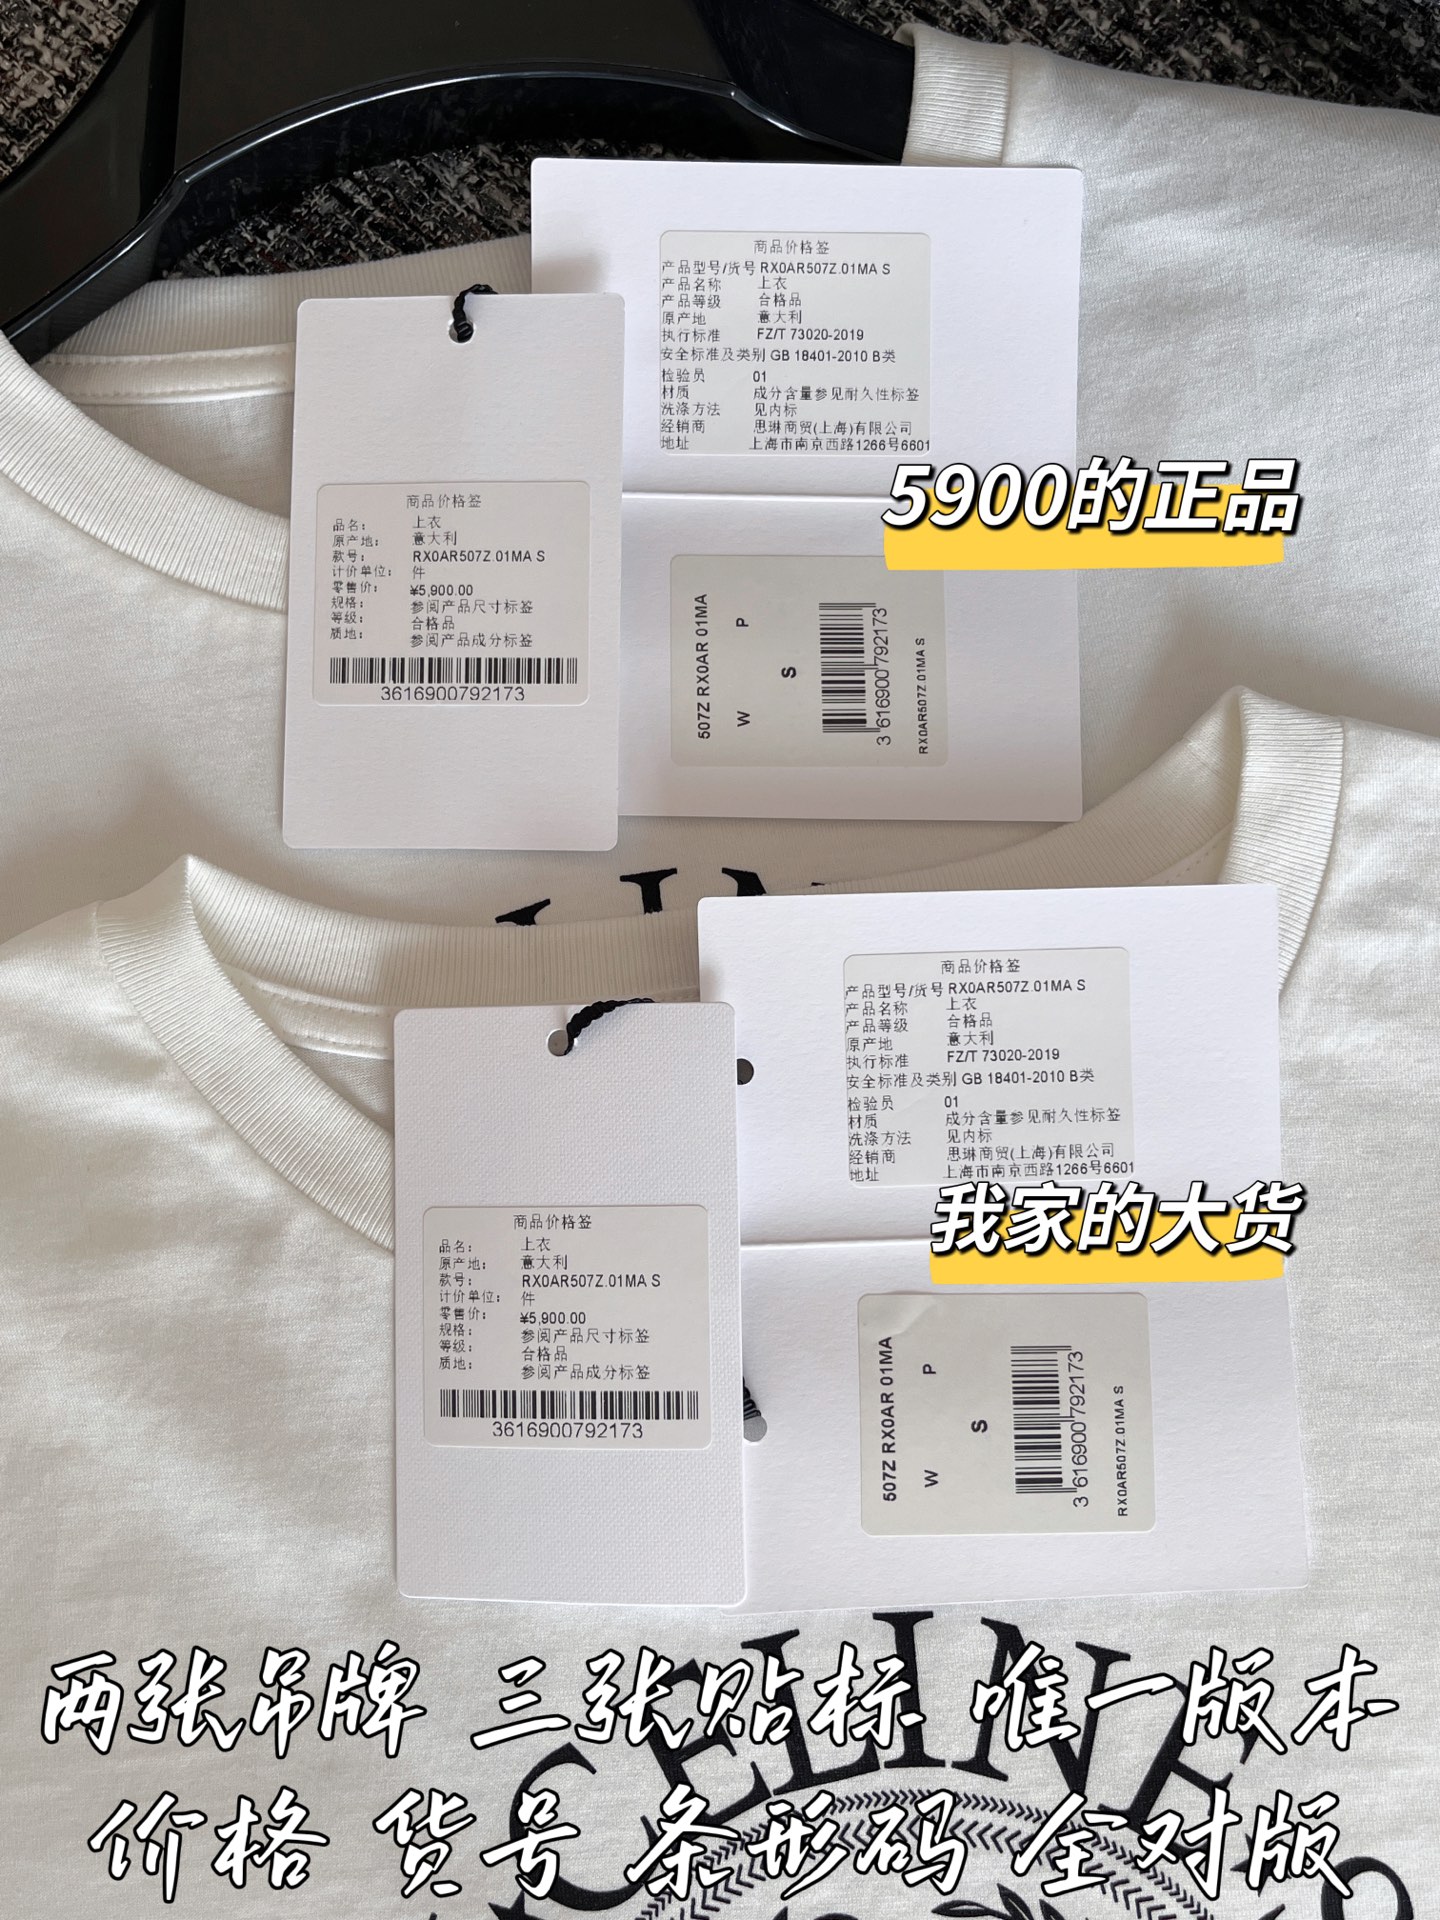 商品价格签
产品型号/货号 RX0AR507Z.01MA S
产品名称 上衣
产品等级 合格品
原产地 意大利
执行标准 FZ/T 73020-2019
安全标准及类别 GB 18401-2010 B类
检验员 01
材质 成分含量参见耐久性标签
洗涤方法 见内标
经销商 思琳商贸(上海)有限公司
地址 上海市南京西路1266号6601
5900的正品
商品价格签
品名: 上衣
原产地: 意大利
款号: RX0AR507Z.01MA S
计价单位: 件
零售价: ¥5,900.00
规格: 参阅产品尺寸标签
等级: 合格品
质地: 参阅产品成分标签
3616900792173
507Z RX0AR 01MA
W P
S
3 616900 792173
RX0AR507Z.01MA S
商品价格签
产品型号/货号 RX0AR507Z.01MA S
产品名称 上衣
产品等级 合格品
原产地 意大利
执行标准 FZ/T 73020-2019
安全标准及类别 GB 18401-2010 B类
检验员 01
材质 成分含量参见耐久性标签
洗涤方法 见内标
经销商 思琳商贸(上海)有限公司
地址 上海市南京西路1266号6601
我家的大货
商品价格签
品名: 上衣
原产地: 意大利
款号: RX0AR507Z.01MA S
计价单位: 件
零售价: ¥5,900.00
规格: 参阅产品尺寸标签
等级: 合格品
质地: 参阅产品成分标签
3616900792173
507Z RX0AR 01MA
W P
S
3 616900 792173
RX0AR507Z.01MA S
CELINE
两张吊牌 三张贴标 唯一版本
价格 货号 条形码 全对版